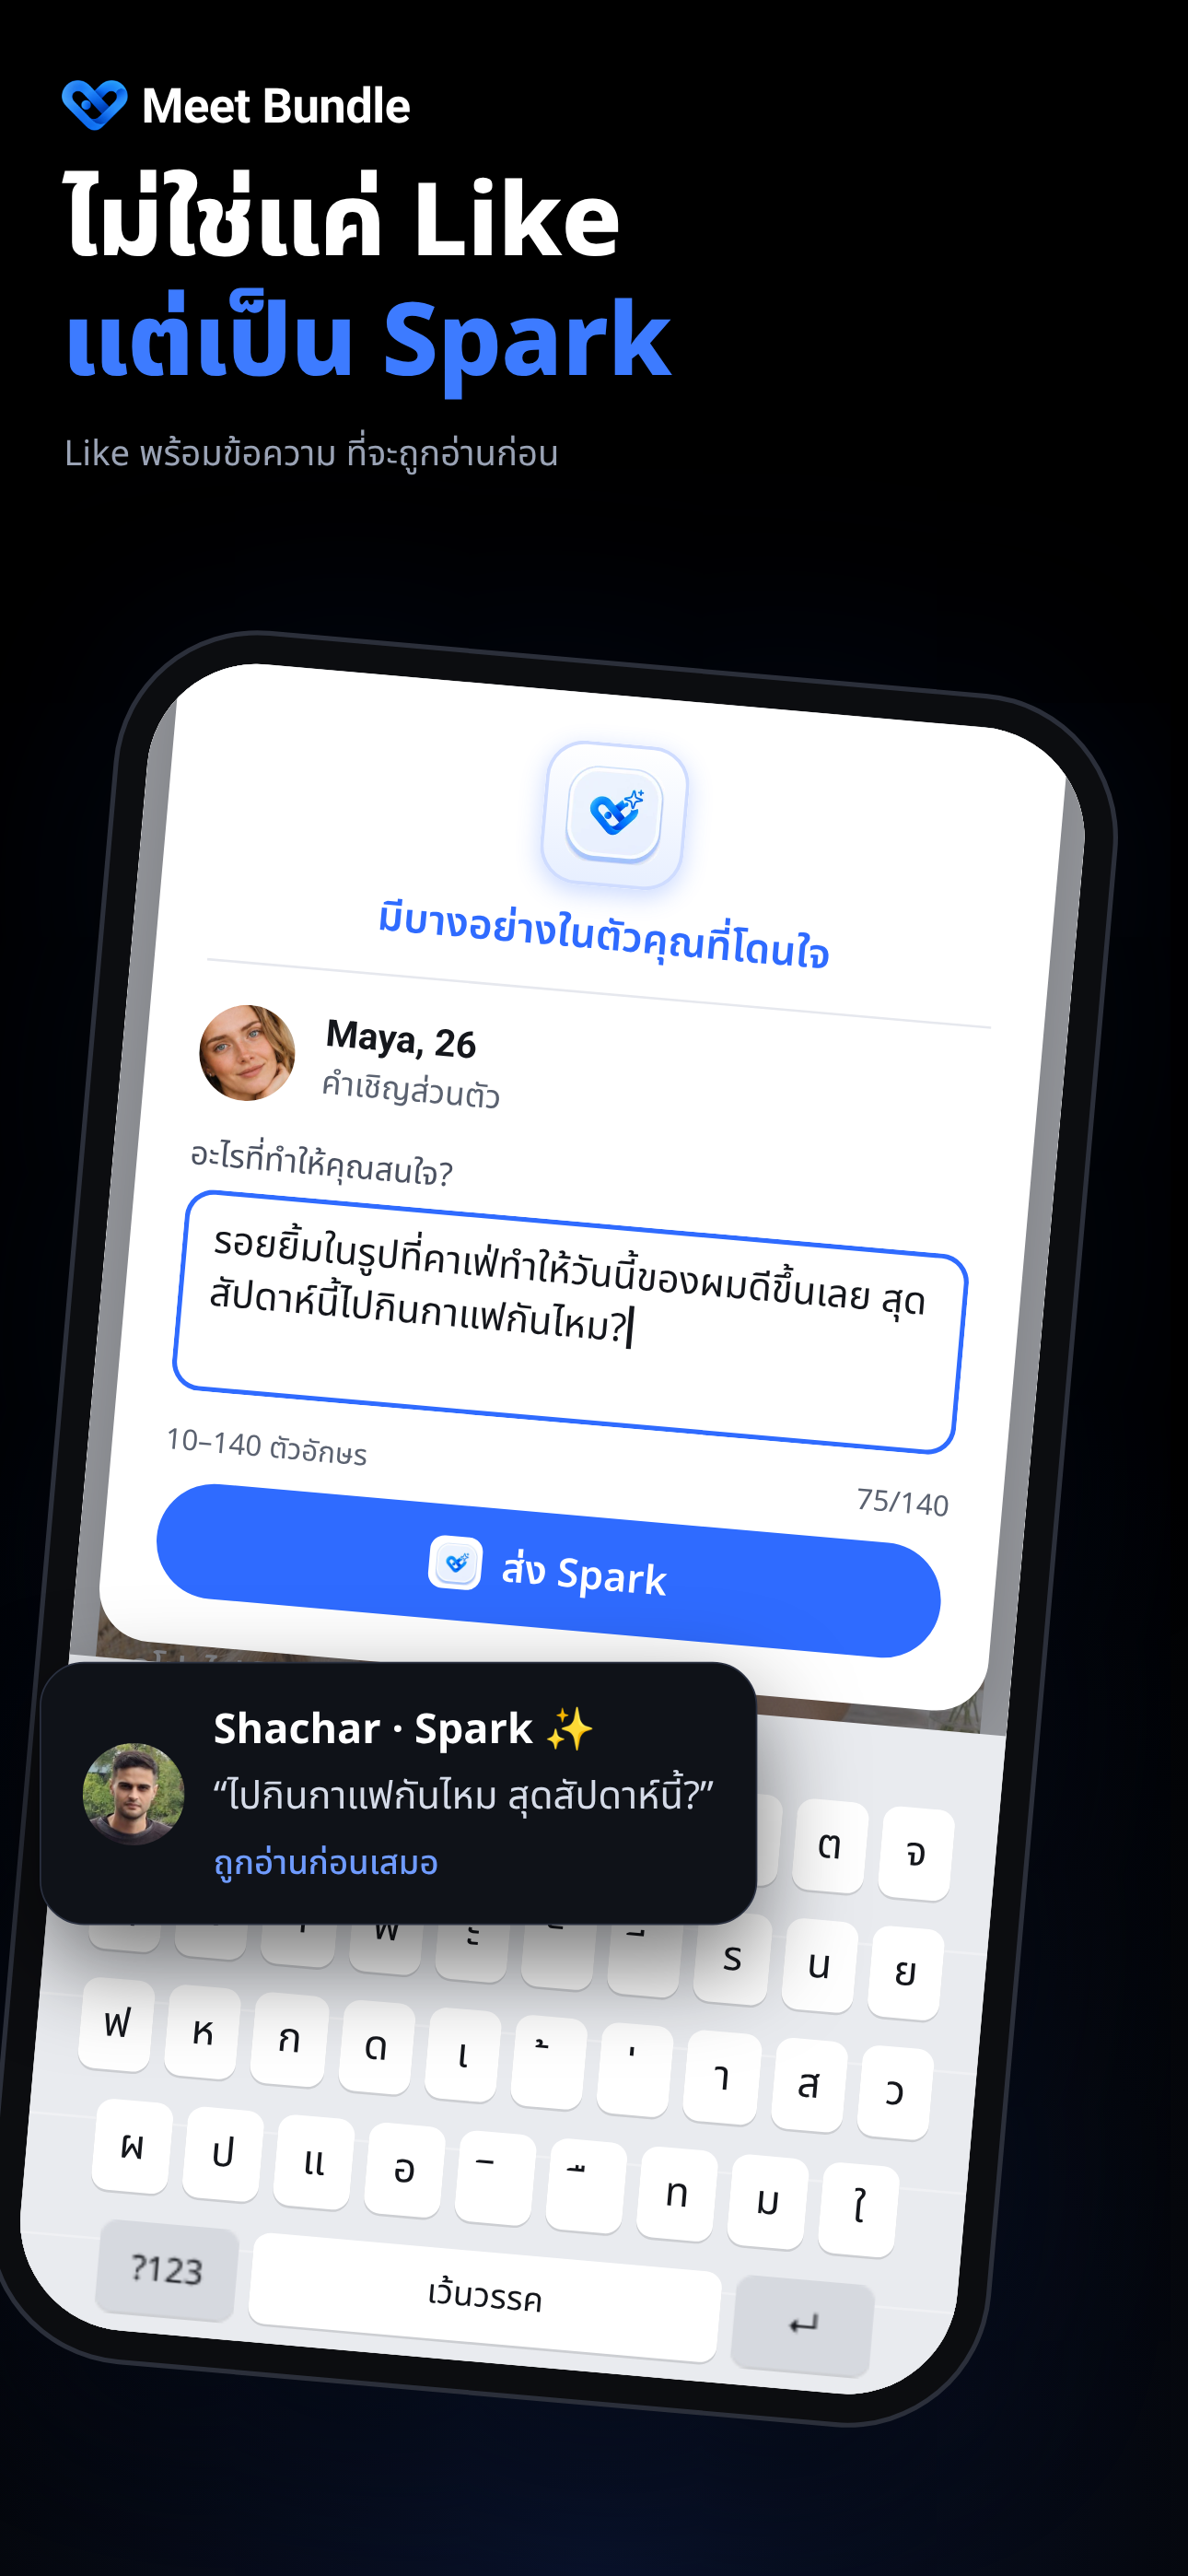 Meet Bundle
ไม่ใช่แค่ Like
แต่เป็น Spark
Like พร้อมข้อความ ที่จะถูกอ่านก่อน
มีบางอย่างในตัวคุณที่โดนใจ
Maya, 26
คำเชิญส่วนตัว
อะไรที่ทำให้คุณสนใจ?
รอยยิ้มในรูปที่คาเฟ่ทำให้วันนี้ของผมดีขึ้นเลย สุด
สัปดาห์นี้ไปกินกาแฟกันไหม?
10–140 ตัวอักษร
75/140
ส่ง Spark
Shachar · Spark ✨
“ไปกินกาแฟกันไหม สุดสัปดาห์นี้?”
ถูกอ่านก่อนเสมอ
ต จ
พ ะ ั ี ร น ย
ฟ ห ก ด เ ้ ่ า ส ว
ผ ป แ อ ิ ื ท ม ใ
?123 เว้นวรรค ↵